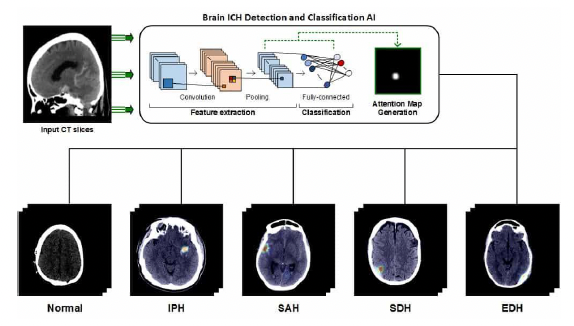 Brain ICH Detection and Classification AI
Input CT slices
Convolution
Pooling
Fully-connected
Feature extraction
Classification
Attention Map
Generation
Normal
IPH
SAH
SDH
EDH